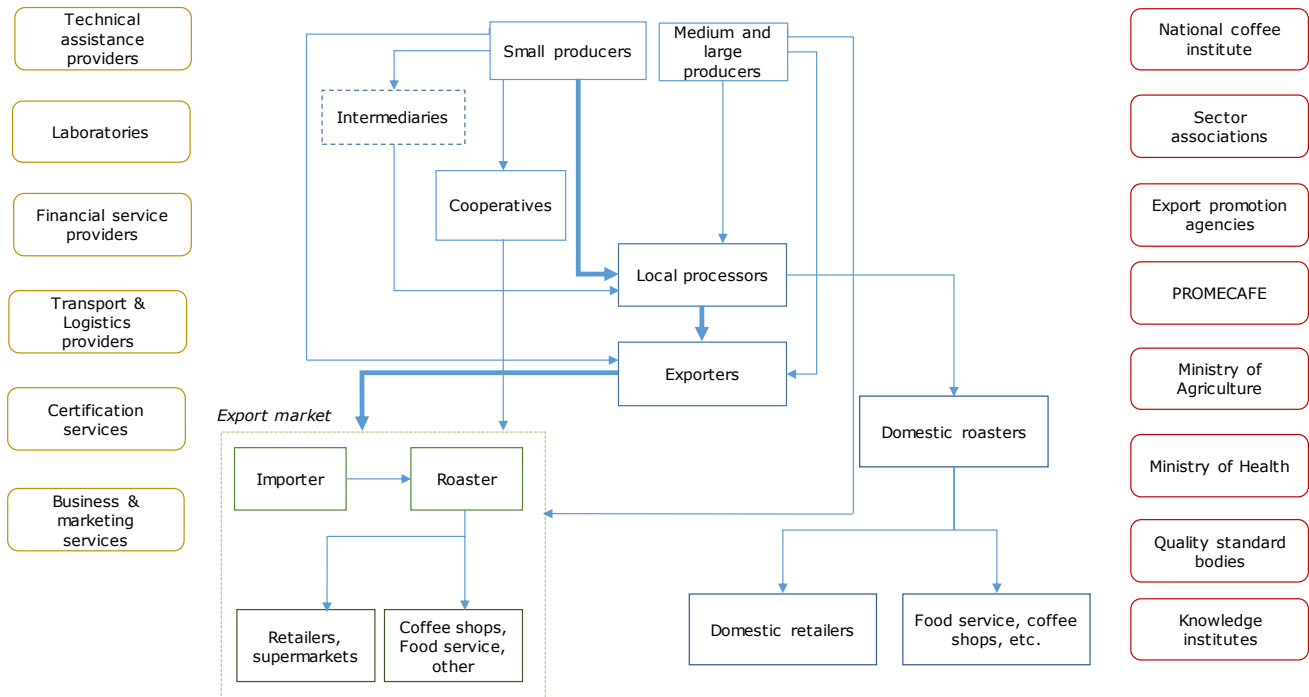 Technical
assistance
providers
Laboratories
Financial service
providers
Transport &
Logistics
providers
Certification
services
Business &
marketing
services
Small producers
Medium and
large
producers
Intermediaries
Cooperatives
Local processors
Exporters
Export market
Importer
Roaster
Retailers,
supermarkets
Coffee shops,
Food service,
other
Domestic roasters
Domestic retailers
Food service, coffee
shops, etc.
National coffee
institute
Sector
associations
Export promotion
agencies
PROMECAFE
Ministry of
Agriculture
Ministry of Health
Quality standard
bodies
Knowledge
institutes